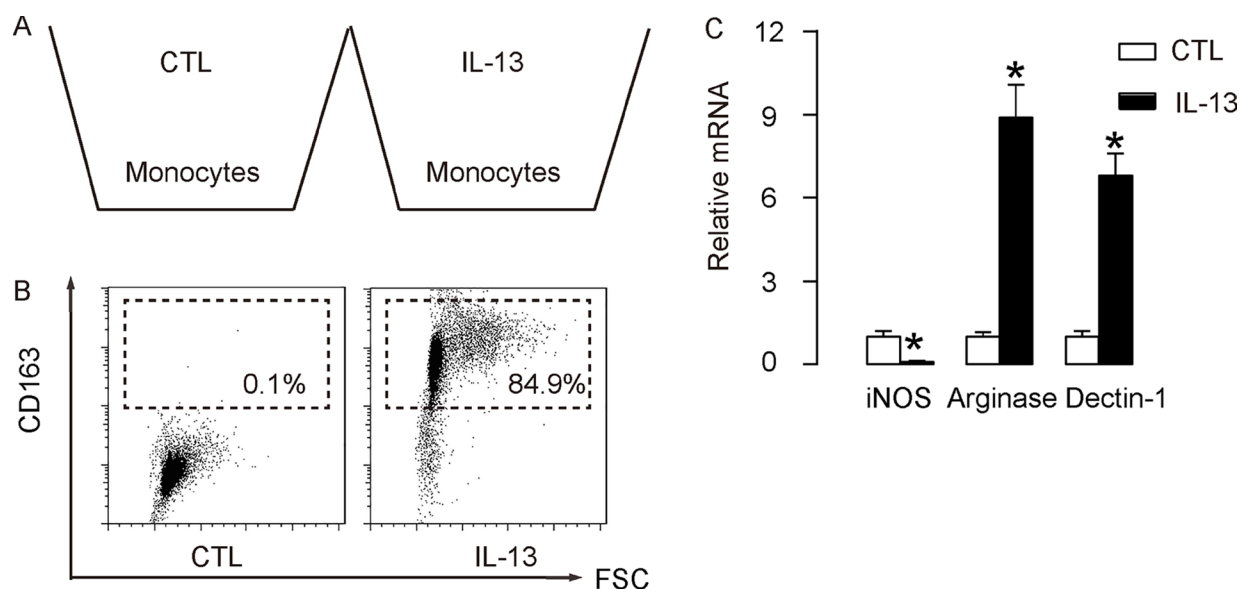 A
CTL
IL-13
Monocytes
Monocytes
B
CD163
0.1%
84.9%
CTL
IL-13
FSC
C
Relative mRNA
12
9
6
3
0
CTL
IL-13
*
*
*
iNOS Arginase Dectin-1